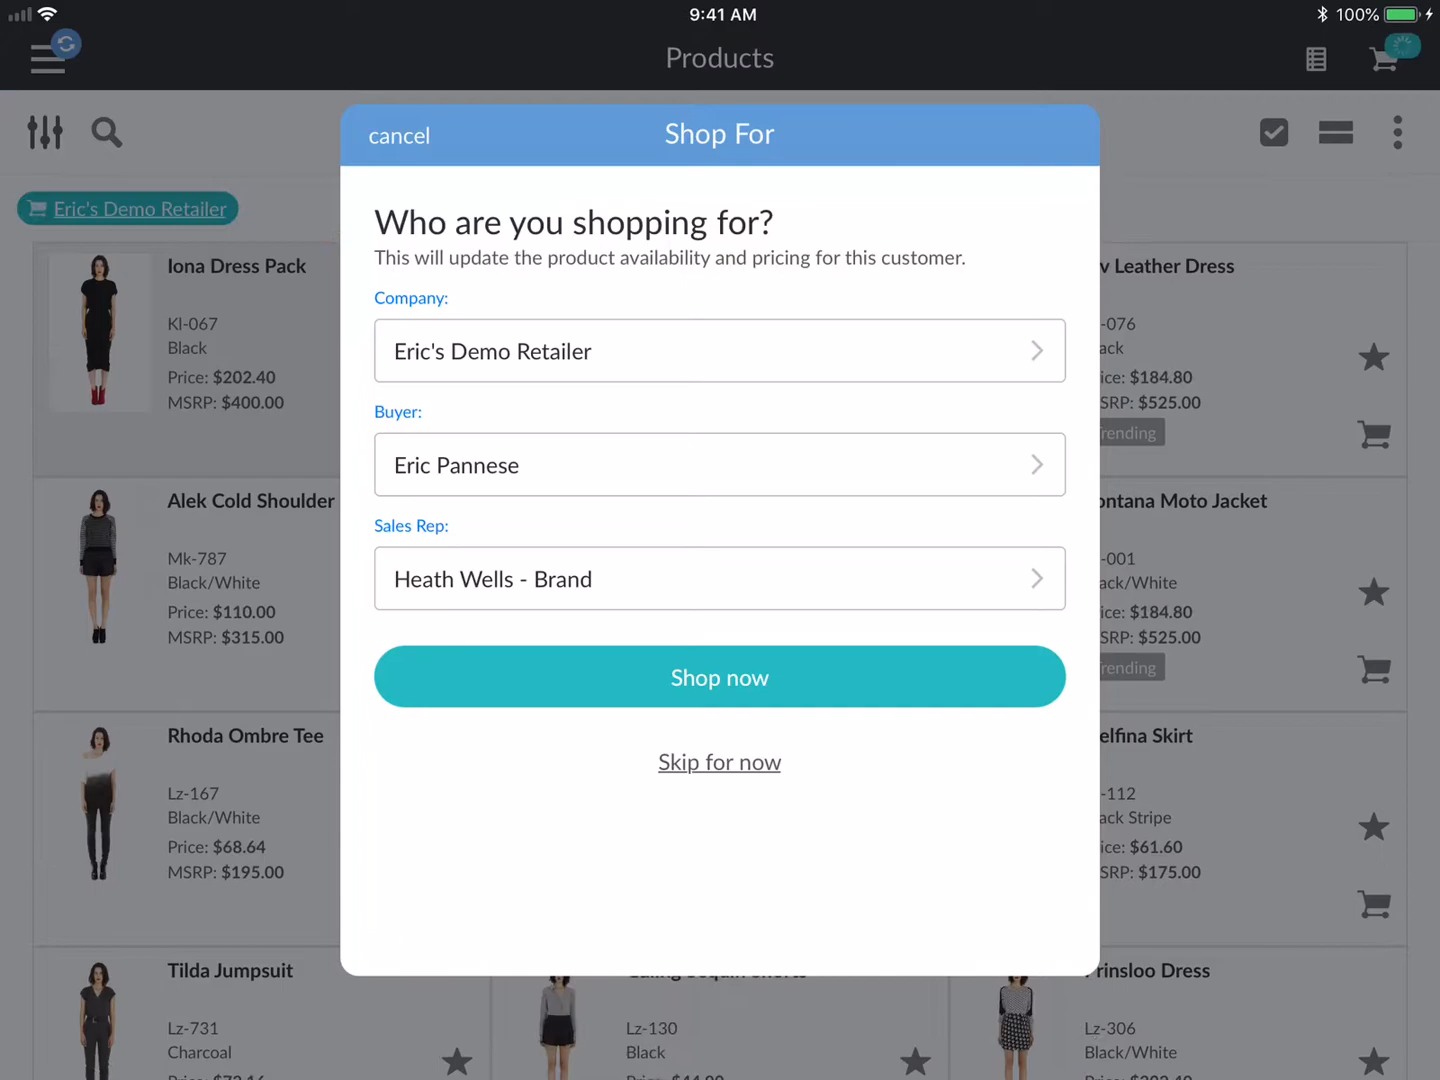 9:41 AM
100%
Products
cancel
Shop For
Eric's Demo Retailer
Who are you shopping for?
This will update the product availability and pricing for this customer.
Company:
Eric's Demo Retailer
Buyer:
Eric Pannese
Sales Rep:
Heath Wells - Brand
Shop now
Skip for now
Iona Dress Pack
KI-067
Black
Price: $202.40
MSRP: $400.00
v Leather Dress
-076
ack
ice: $184.80
SRP: $525.00
rending
Alek Cold Shoulder
Mk-787
Black/White
Price: $110.00
MSRP: $315.00
ontana Moto Jacket
-001
ack/White
ice: $184.80
SRP: $525.00
rending
Rhoda Ombre Tee
Lz-167
Black/White
Price: $68.64
MSRP: $195.00
elfina Skirt
-112
ack Stripe
ice: $61.60
SRP: $175.00
Tilda Jumpsuit
Lz-731
Charcoal
Lz-130
Black
Prinsloo Dress
Lz-306
Black/White